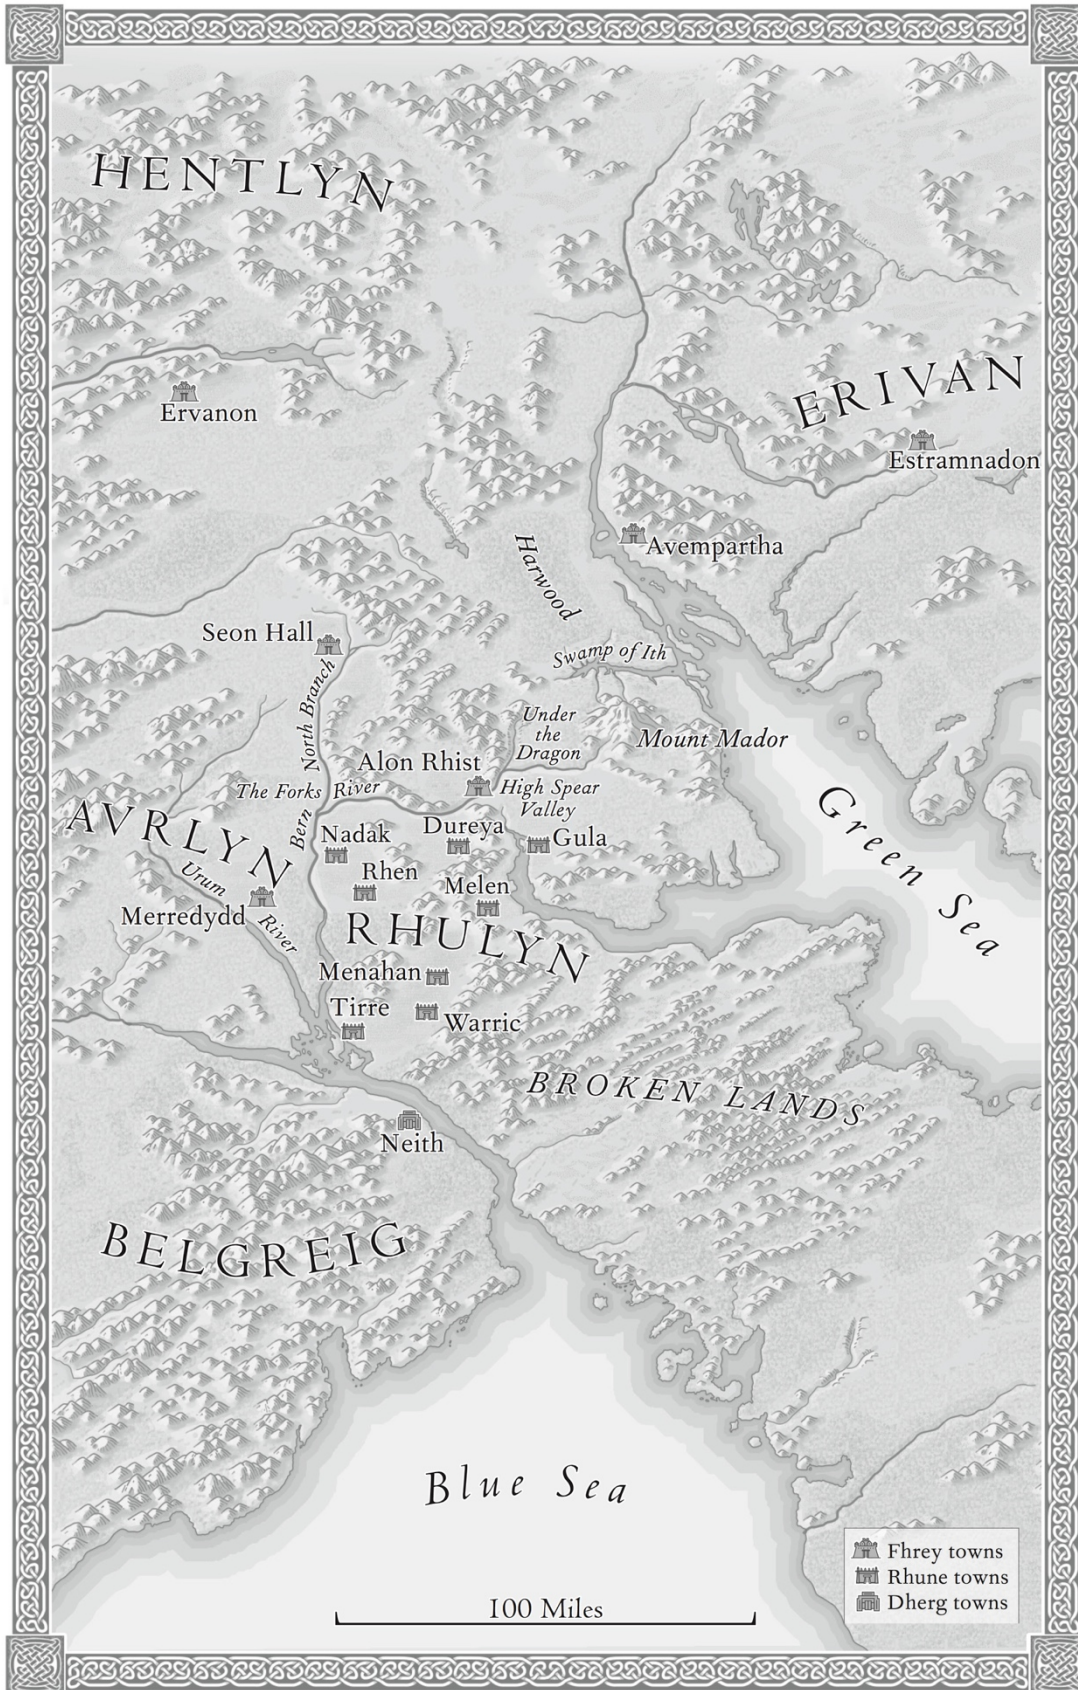 HENTLYN
ERIVAN
Ervanon
Estramnadon
Harwood
Avempartha
Seon Hall
Swamp of Ith
North Branch
Under
the
Dragon
Mount Mador
Alon Rhist
The Forks River
High Spear
Valley
Green Sea
AVRLYN
Bern
Nadak
Dureya
Gula
Rhen
Urum
River
Melen
Merredydd
RHULYN
Menahan
Tirre
Warric
BROKEN LANDS
Neith
BELGREIG
Blue Sea
Fhrey towns
Rhune towns
Dherg towns
100 Miles